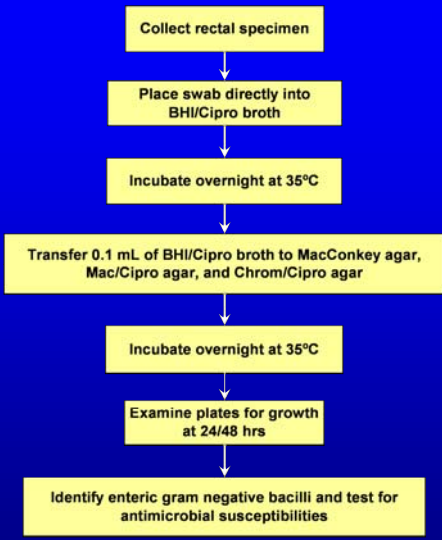 Collect rectal specimen
Place swab directly into
BHI/Cipro broth
Incubate overnight at 35ºC
Transfer 0.1 mL of BHI/Cipro broth to MacConkey agar,
Mac/Cipro agar, and Chrom/Cipro agar
Incubate overnight at 35ºC
Examine plates for growth
at 24/48 hrs
Identify enteric gram negative bacilli and test for
antimicrobial susceptibilities